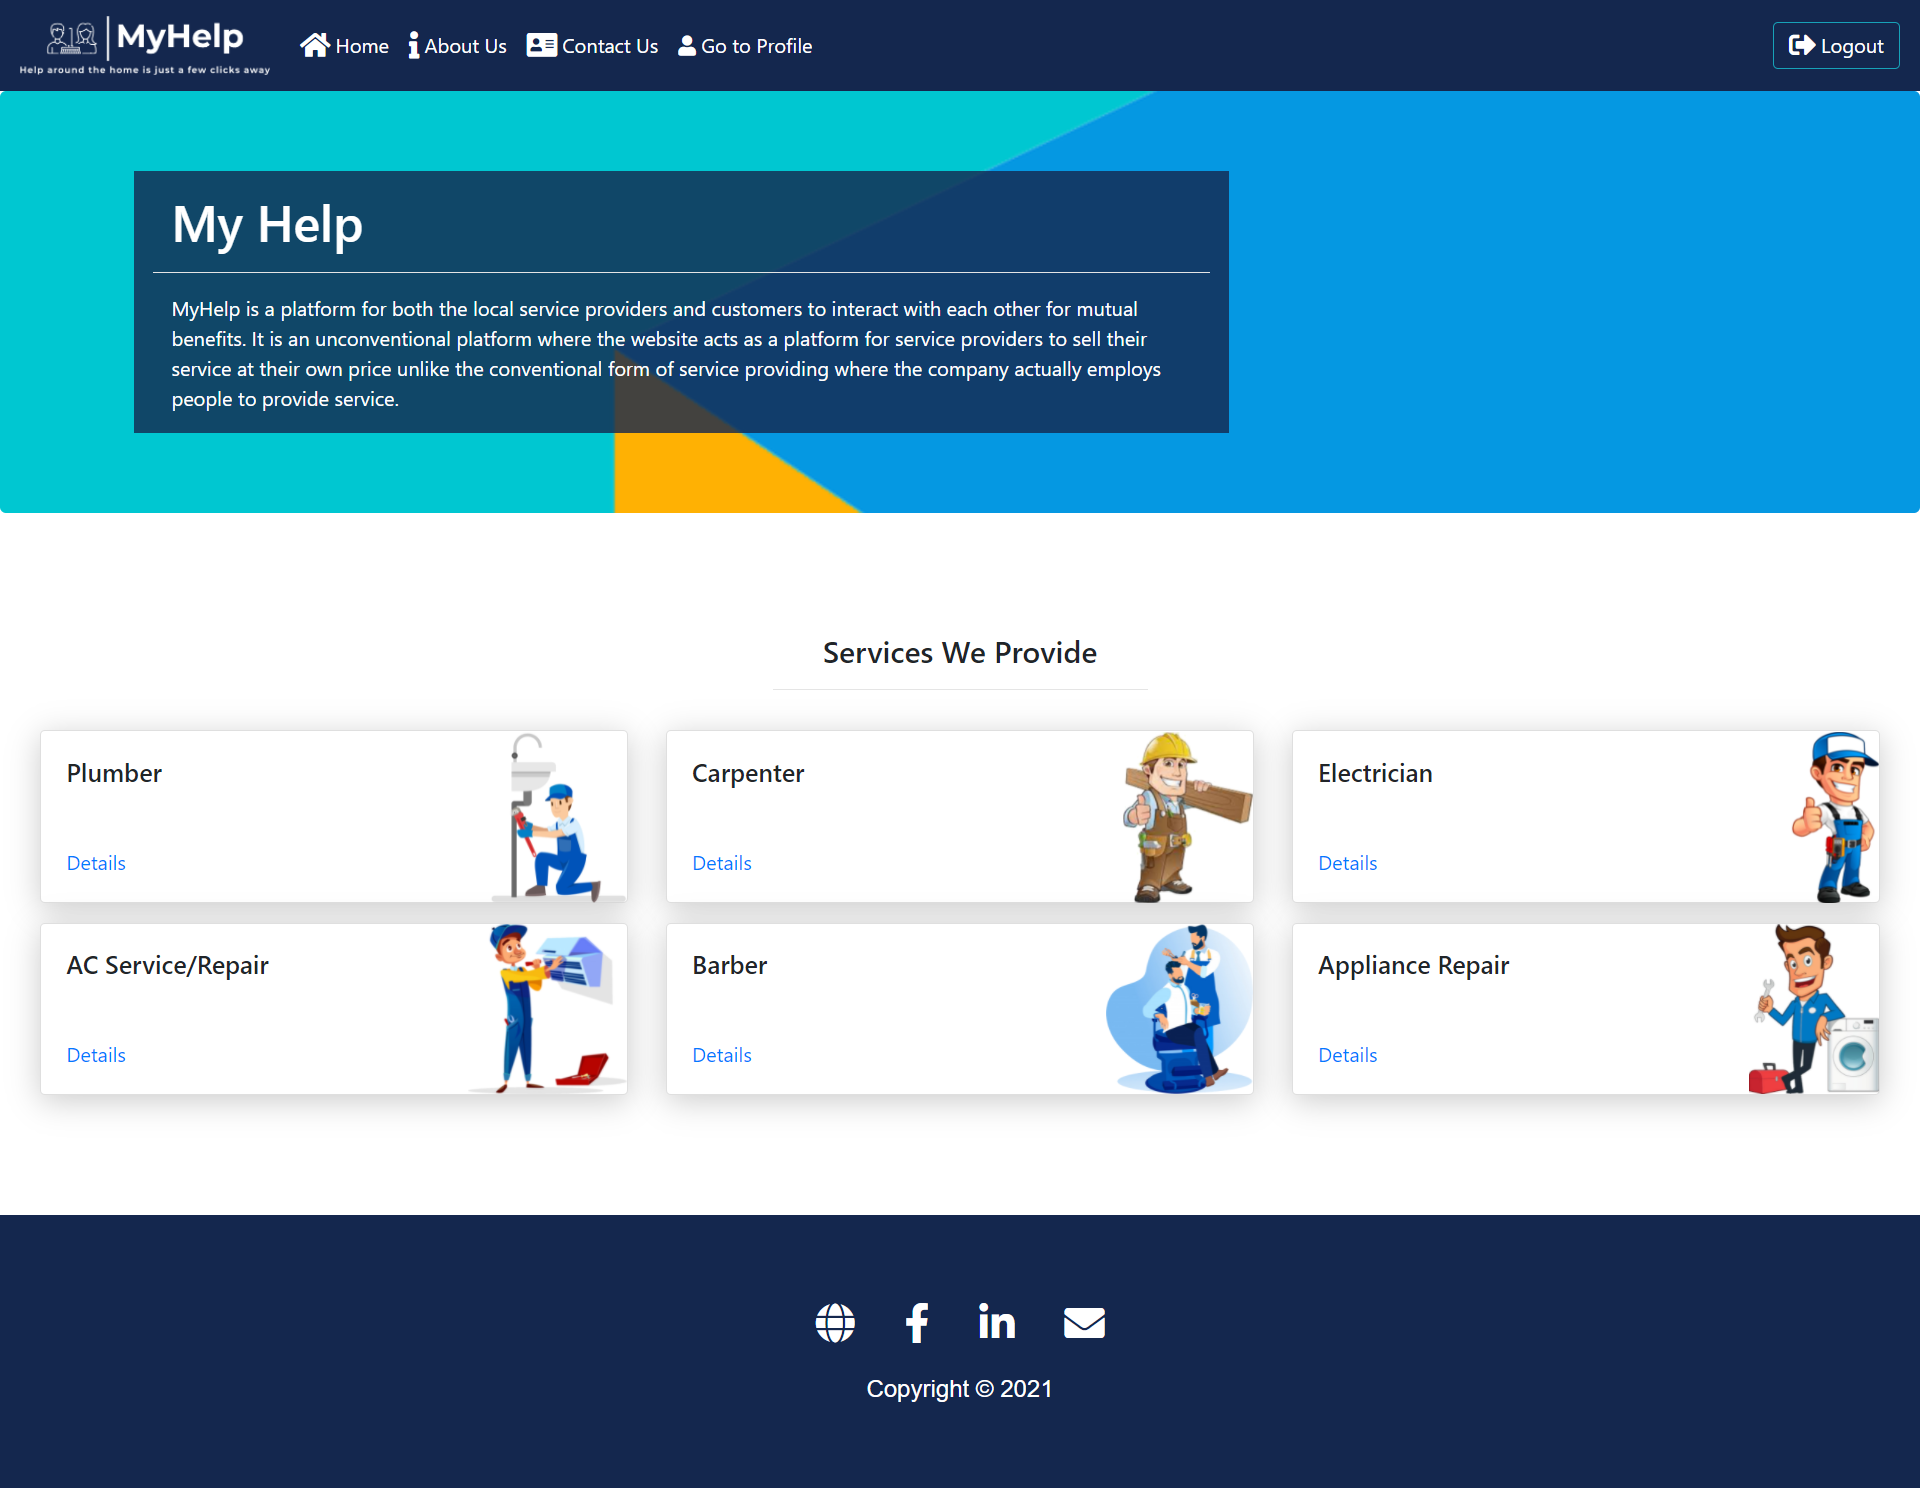 MyHelp
Help around the home is just a few clicks away
Home
About Us
Contact Us
Go to Profile
Logout
My Help
MyHelp is a platform for both the local service providers and customers to interact with each other for mutual
benefits. It is an unconventional platform where the website acts as a platform for service providers to sell their
service at their own price unlike the conventional form of service providing where the company actually employs
people to provide service.
Services We Provide
Plumber
Details
Carpenter
Details
Electrician
Details
AC Service/Repair
Details
Barber
Details
Appliance Repair
Details
Copyright © 2021